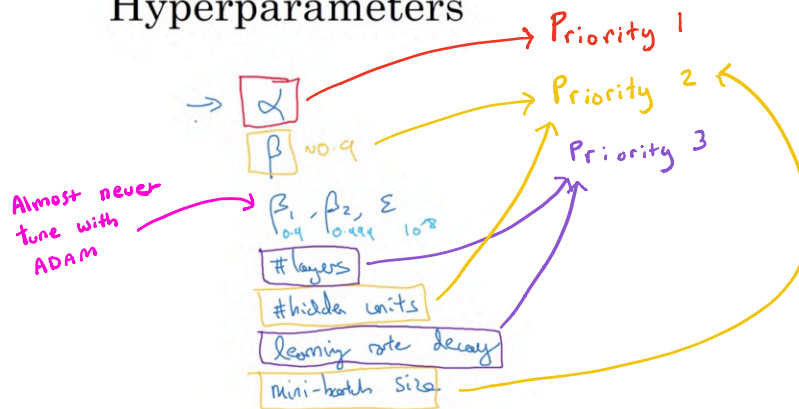 Hyperparameters
Priority 1
α
Priority 2
β ~0.9
Priority 3
Almost never
tune with
ADAM
β₁, β₂, ε
0.9 0.999 10⁻⁸
#layers
#hidden units
learning rate decay
mini-batch size